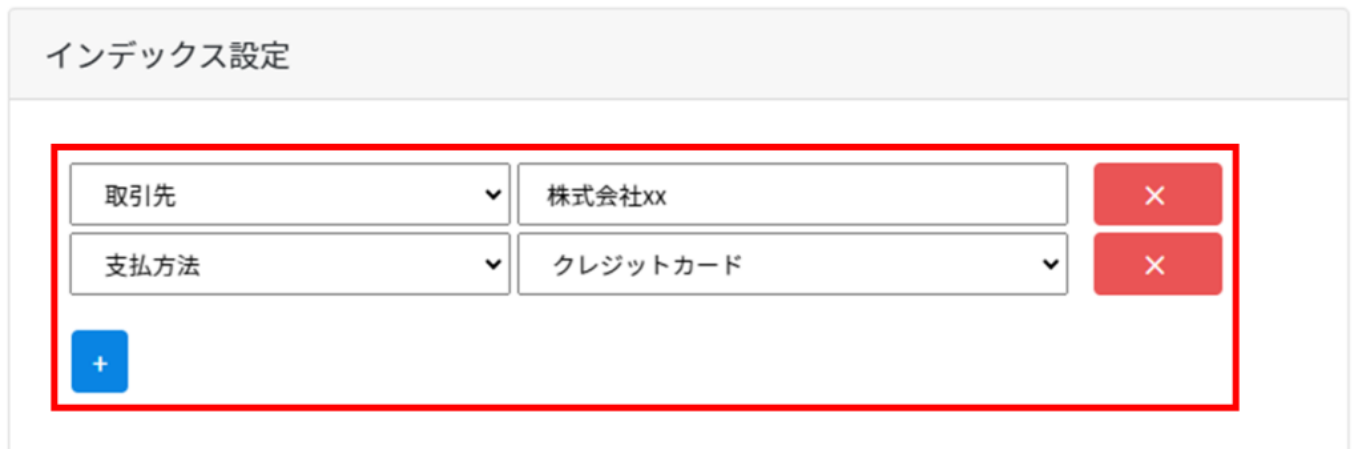 インデックス設定
取引先 株式会社xx ×
支払方法 クレジットカード ×
+